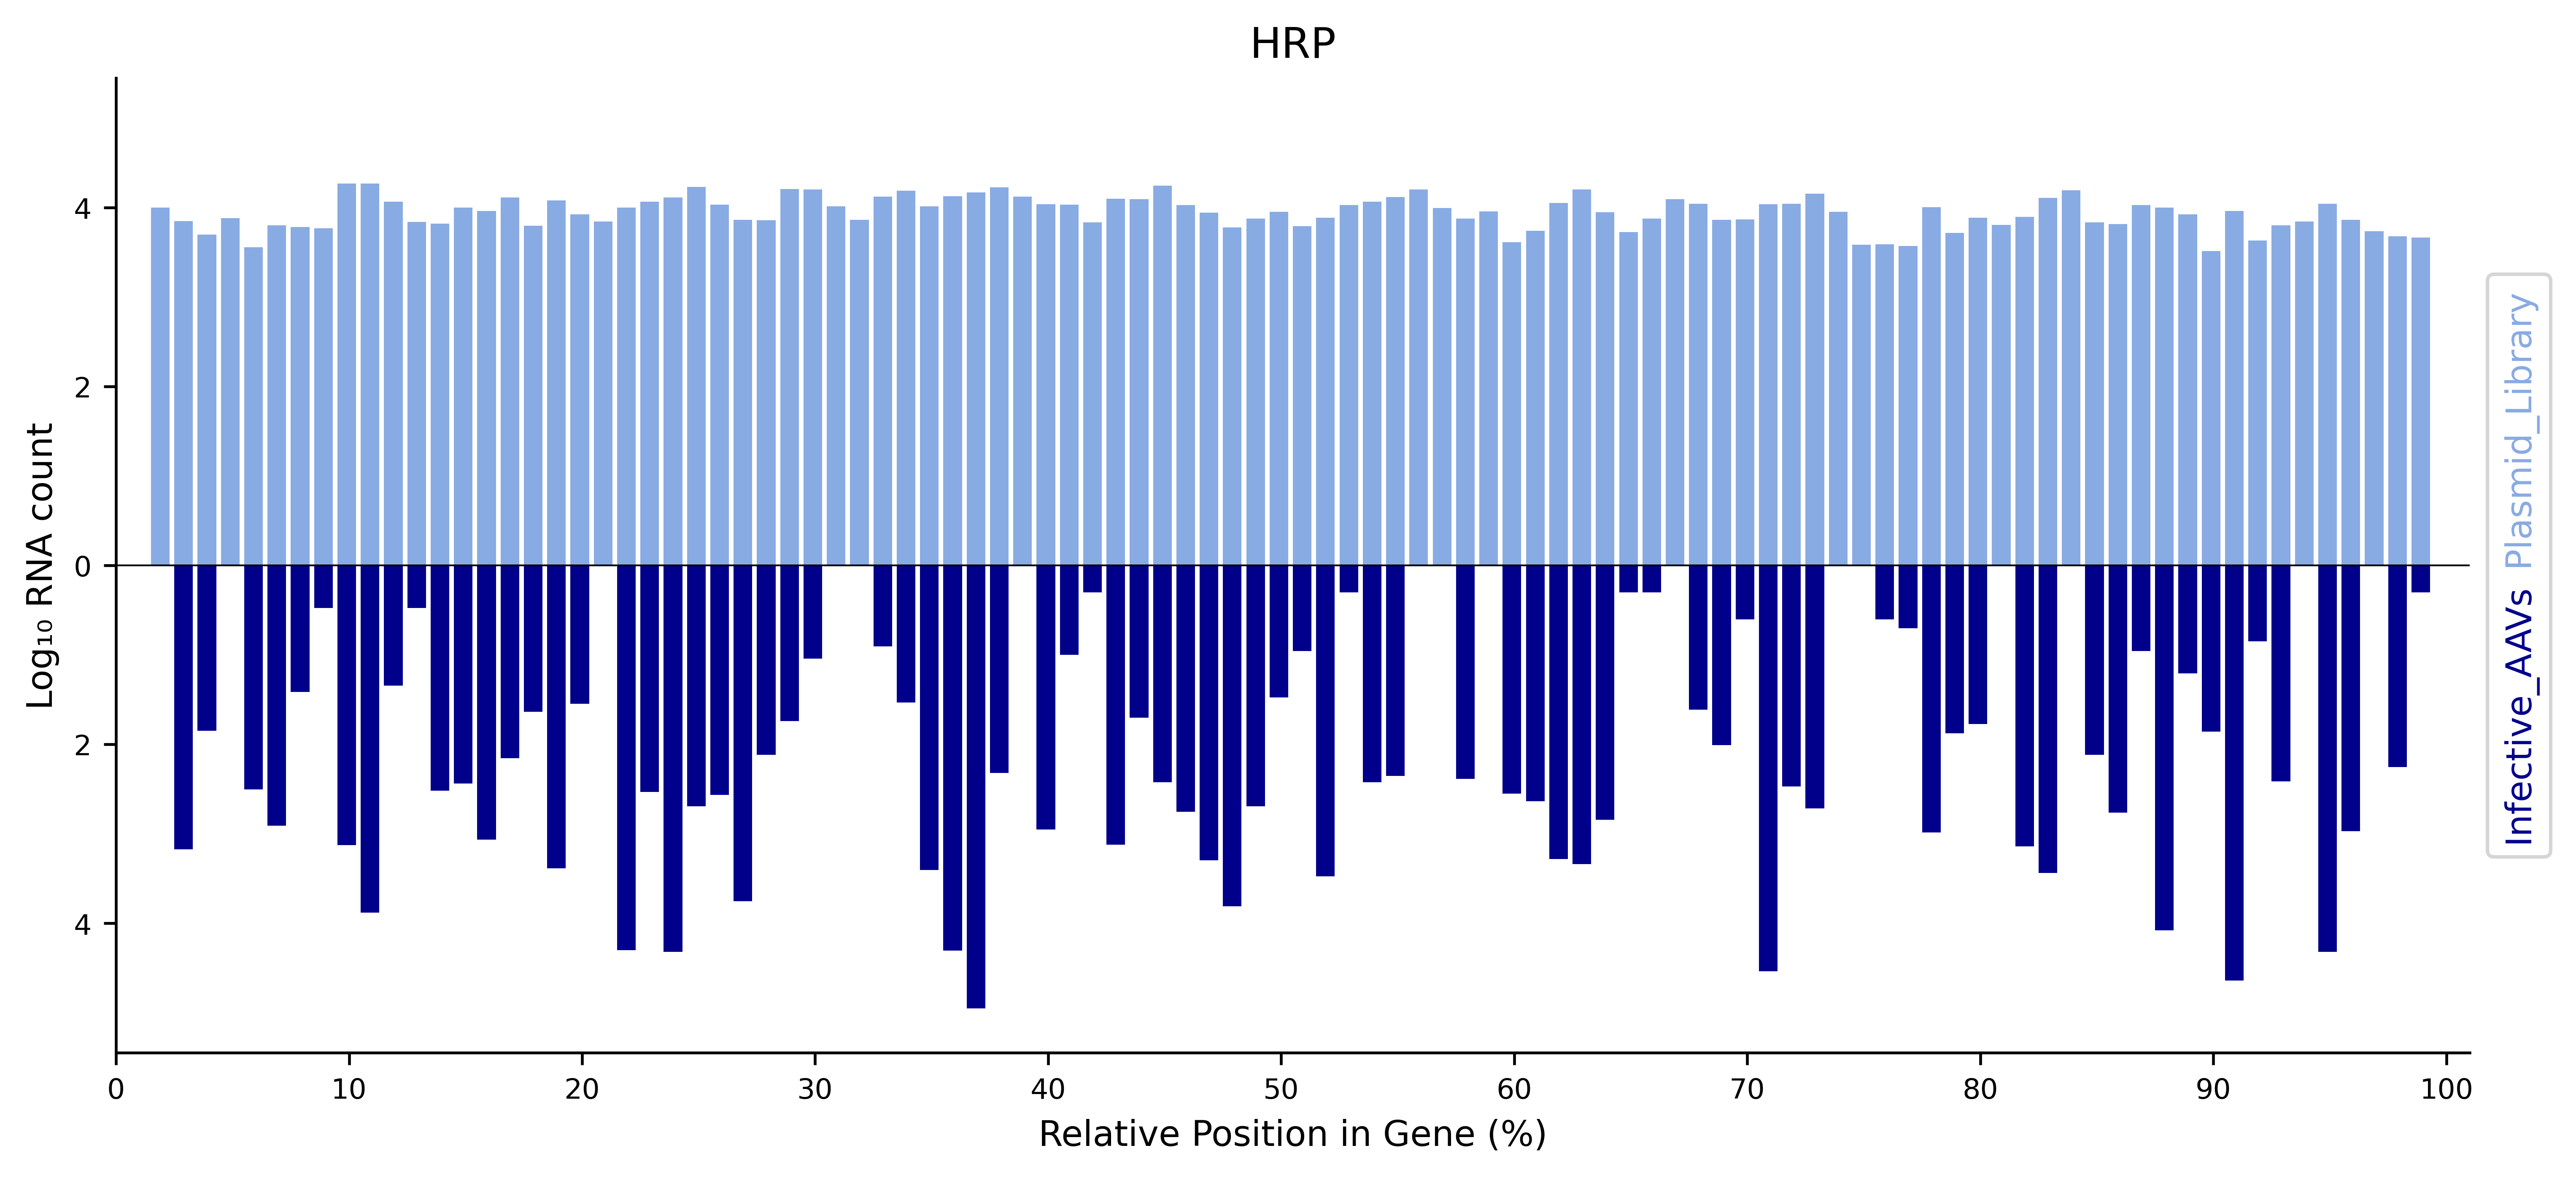 HRP
4
2
0
2
4
Log₁₀ RNA count
0 10 20 30 40 50 60 70 80 90 100
Relative Position in Gene (%)
Infective_AAVs Plasmid_Library